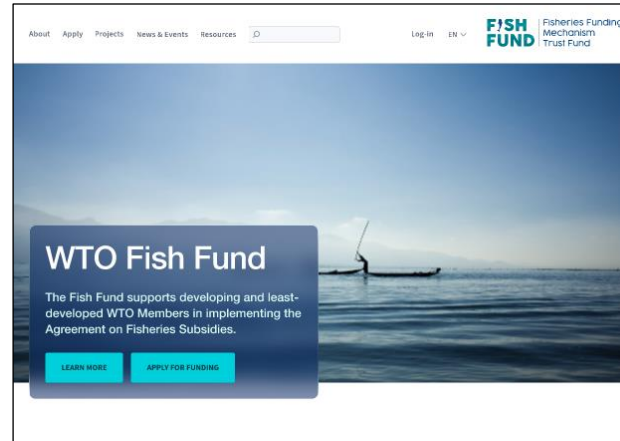 About Apply Projects News & Events Resources Log-in EN
FISH FUND
Fisheries Funding
Mechanism
Trust Fund
WTO Fish Fund
The Fish Fund supports developing and least-
developed WTO Members in implementing the
Agreement on Fisheries Subsidies.
LEARN MORE APPLY FOR FUNDING